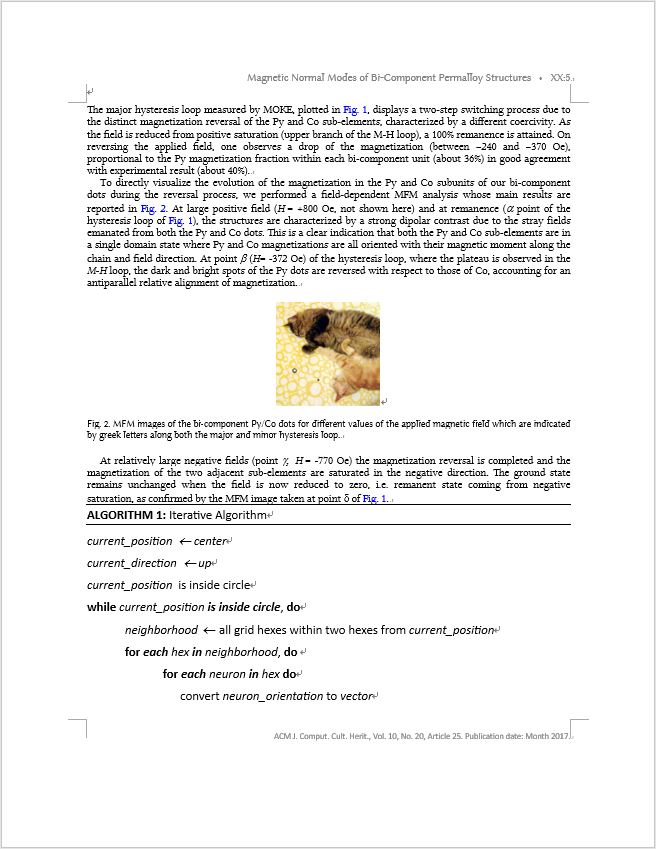 Magnetic Normal Modes of Bi-Component Permalloy Structures • XX:5
The major hysteresis loop measured by MOKE, plotted in Fig. 1, displays a two-step switching process due to
the distinct magnetization reversal of the Py and Co sub-elements, characterized by a different coercivity. As
the field is reduced from positive saturation (upper branch of the M-H loop), a 100% remanence is attained. On
reversing the applied field, one observes a drop of the magnetization (between –240 and –370 Oe),
proportional to the Py magnetization fraction within each bi-component unit (about 36%) in good agreement
with experimental result (about 40%).
To directly visualize the evolution of the magnetization in the Py and Co subunits of our bi-component
dots during the reversal process, we performed a field-dependent MFM analysis whose main results are
reported in Fig. 2. At large positive field (H = +800 Oe, not shown here) and at remanence (α point of the
hysteresis loop of Fig. 1), the structures are characterized by a strong dipolar contrast due to the stray fields
emanated from both the Py and Co dots. This is a clear indication that both the Py and Co sub-elements are in
a single domain state where Py and Co magnetizations are all oriented with their magnetic moment along the
chain and field direction. At point β (H= -372 Oe) of the hysteresis loop, where the plateau is observed in the
M-H loop, the dark and bright spots of the Py dots are reversed with respect to those of Co, accounting for an
antiparallel relative alignment of magnetization.
Fig. 2. MFM images of the bi-component Py/Co dots for different values of the applied magnetic field which are indicated
by greek letters along both the major and minor hysteresis loop.
At relatively large negative fields (point γ, H = -770 Oe) the magnetization reversal is completed and the
magnetization of the two adjacent sub-elements are saturated in the negative direction. The ground state
remains unchanged when the field is now reduced to zero, i.e. remanent state coming from negative
saturation, as confirmed by the MFM image taken at point δ of Fig. 1.
ALGORITHM 1: Iterative Algorithm
current_position ← center
current_direction ← up
current_position is inside circle
while current_position is inside circle, do
neighborhood ← all grid hexes within two hexes from current_position
for each hex in neighborhood, do
for each neuron in hex do
convert neuron_orientation to vector
ACM J. Comput. Cult. Herit., Vol. 10, No. 20, Article 25. Publication date: Month 2017.